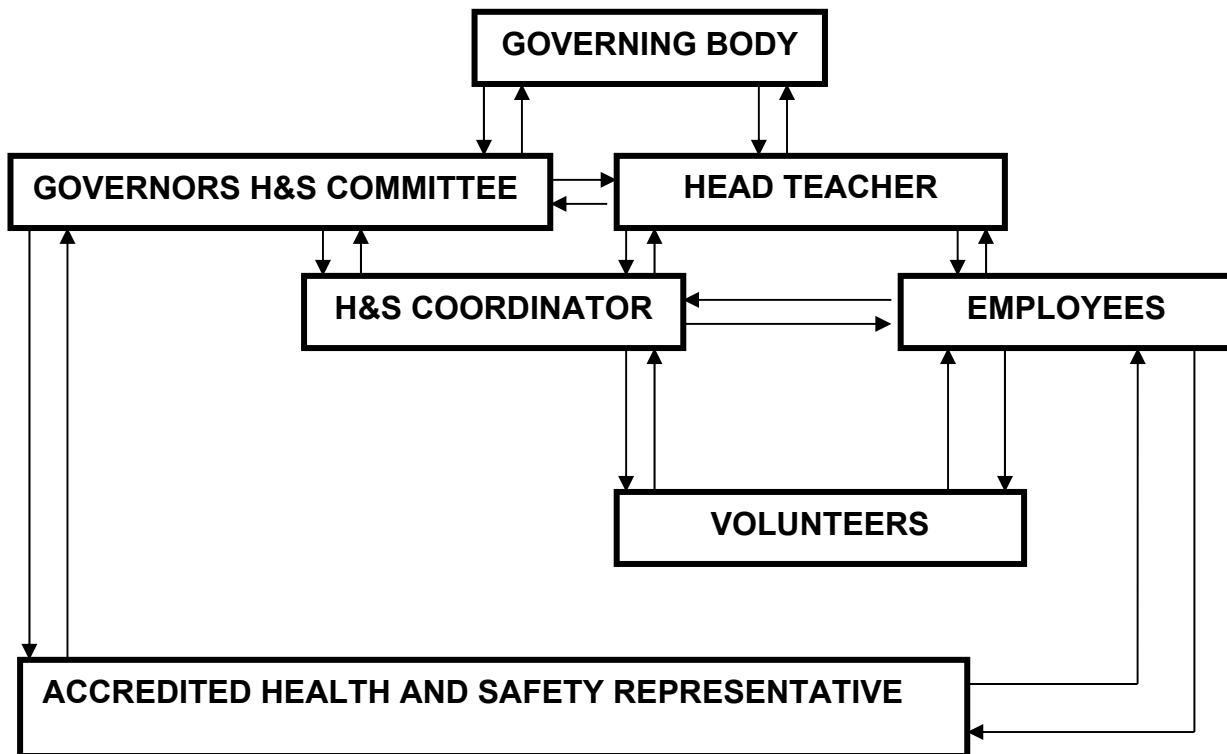 GOVERNING BODY
GOVERNORS H&S COMMITTEE
HEAD TEACHER
H&S COORDINATOR
EMPLOYEES
VOLUNTEERS
ACCREDITED HEALTH AND SAFETY REPRESENTATIVE